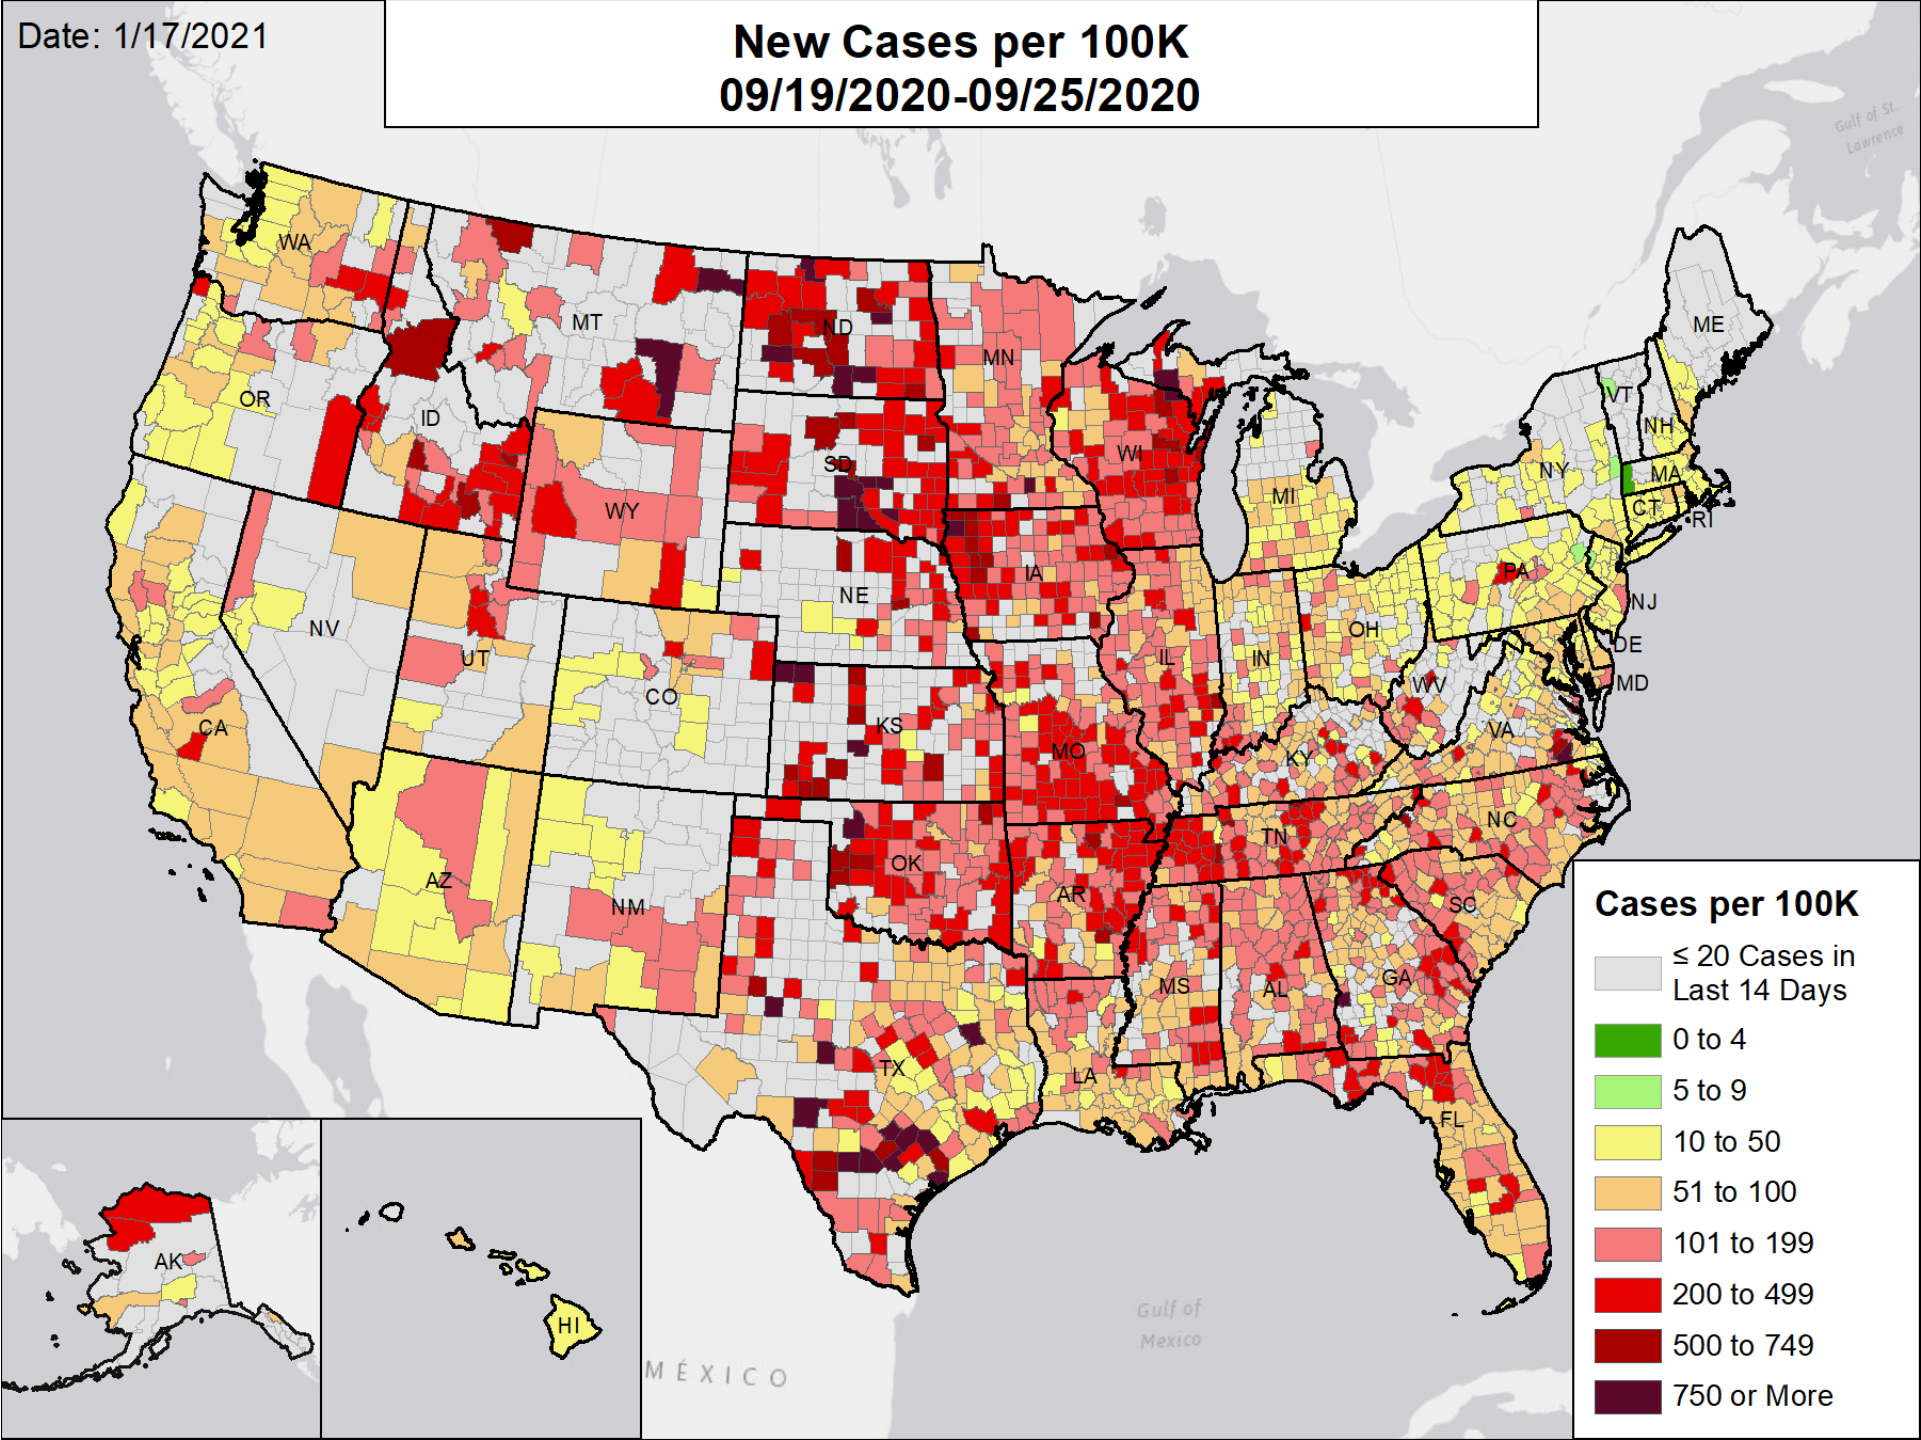 Date: 1/17/2021
New Cases per 100K
09/19/2020-09/25/2020
Gulf of St.
Lawrence
WA
MT
ND
MN
ME
OR
ID
VT
NH
WI
SD
NY
MA
MI
WY
CT
RI
IA
PA
NE
NJ
NV
OH
UT
IN
IL
DE
CO
WV
MD
CA
KS
VA
MO
KY
NC
TN
OK
AZ
AR
NM
SC
MS
AL
GA
TX
LA
FL
AK
HI
Gulf of
Mexico
MÉXICO
Cases per 100K
≤ 20 Cases in
Last 14 Days
0 to 4
5 to 9
10 to 50
51 to 100
101 to 199
200 to 499
500 to 749
750 or More